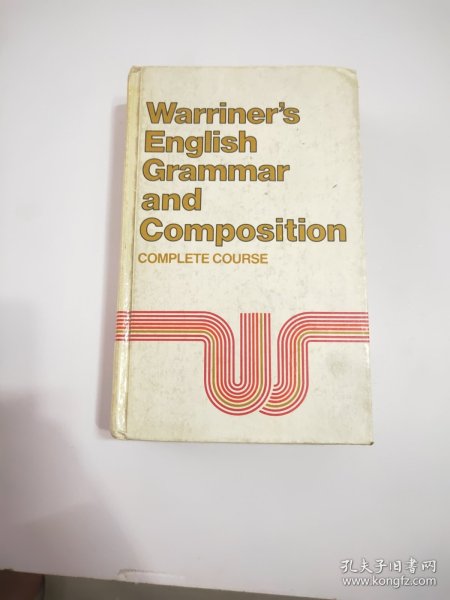 Warriner's
English
Grammar
and
Composition
COMPLETE COURSE
孔夫子旧书网
www.kongfz.com